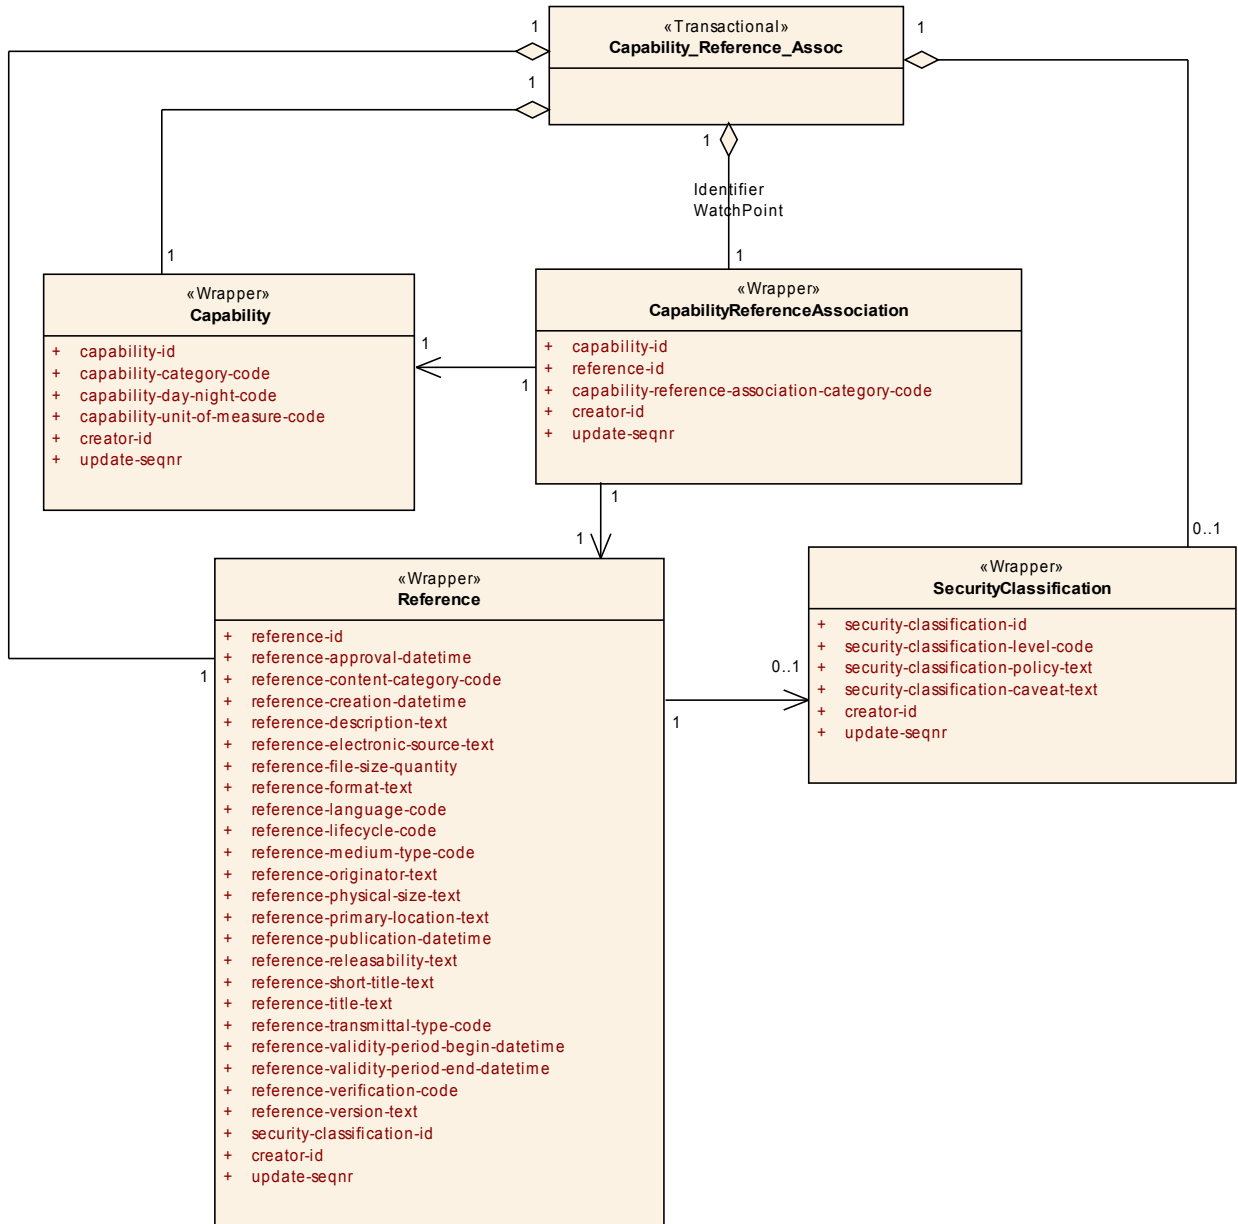 1
«Transactional»
Capability_Reference_Assoc
1
1
1
Identifier
WatchPoint
1
1
«Wrapper»
Capability
+ capability-id
+ capability-category-code
+ capability-day-night-code
+ capability-unit-of-measure-code
+ creator-id
+ update-seqnr
«Wrapper»
CapabilityReferenceAssociation
+ capability-id
+ reference-id
+ capability-reference-association-category-code
+ creator-id
+ update-seqnr
1
1
1
1
0..1
«Wrapper»
Reference
+ reference-id
+ reference-approval-datetime
+ reference-content-category-code
+ reference-creation-datetime
+ reference-description-text
+ reference-electronic-source-text
+ reference-file-size-quantity
+ reference-format-text
+ reference-language-code
+ reference-lifecycle-code
+ reference-medium-type-code
+ reference-originator-text
+ reference-physical-size-text
+ reference-primary-location-text
+ reference-publication-datetime
+ reference-releasability-text
+ reference-short-title-text
+ reference-title-text
+ reference-transmittal-type-code
+ reference-validity-period-begin-datetime
+ reference-validity-period-end-datetime
+ reference-verification-code
+ reference-version-text
+ security-classification-id
+ creator-id
+ update-seqnr
1
0..1
1
«Wrapper»
SecurityClassification
+ security-classification-id
+ security-classification-level-code
+ security-classification-policy-text
+ security-classification-caveat-text
+ creator-id
+ update-seqnr